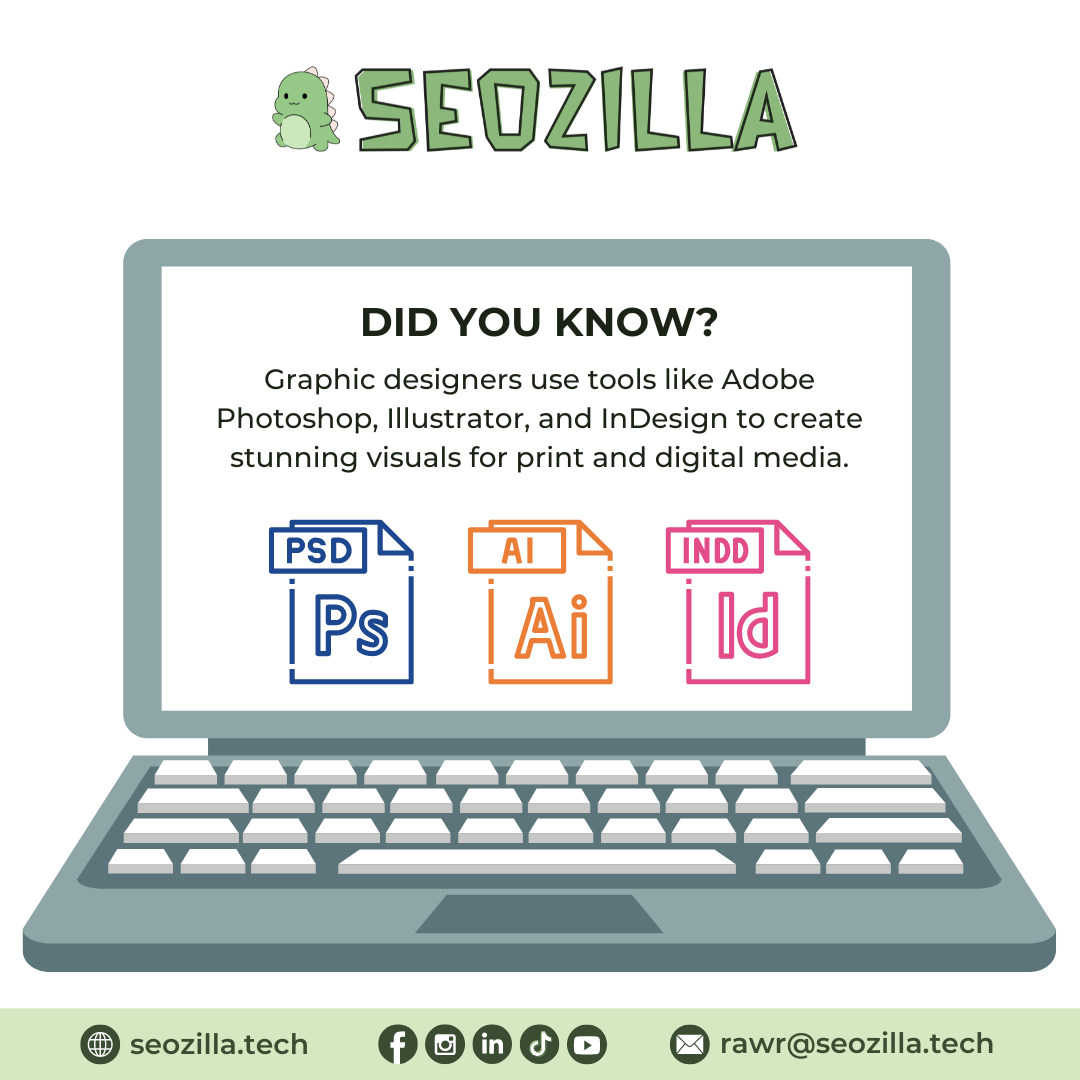 SEOZILLA
DID YOU KNOW?
Graphic designers use tools like Adobe
Photoshop, Illustrator, and InDesign to create
stunning visuals for print and digital media.
PSD
Ps
AI
Ai
INDD
Id
seozilla.tech
f
in
rawr@seozilla.tech